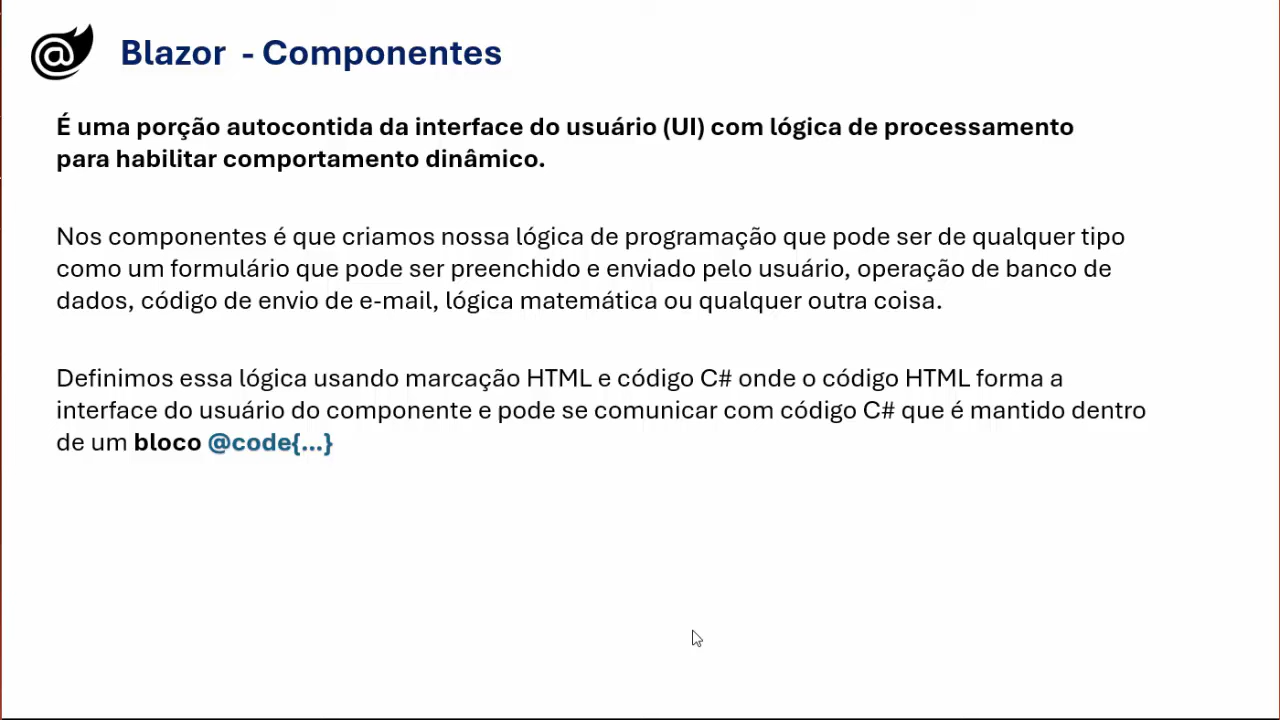 Blazor - Componentes
É uma porção autocontida da interface do usuário (UI) com lógica de processamento
para habilitar comportamento dinâmico.
Nos componentes é que criamos nossa lógica de programação que pode ser de qualquer tipo
como um formulário que pode ser preenchido e enviado pelo usuário, operação de banco de
dados, código de envio de e-mail, lógica matemática ou qualquer outra coisa.
Definimos essa lógica usando marcação HTML e código C# onde o código HTML forma a
interface do usuário do componente e pode se comunicar com código C# que é mantido dentro
de um bloco @code{...}